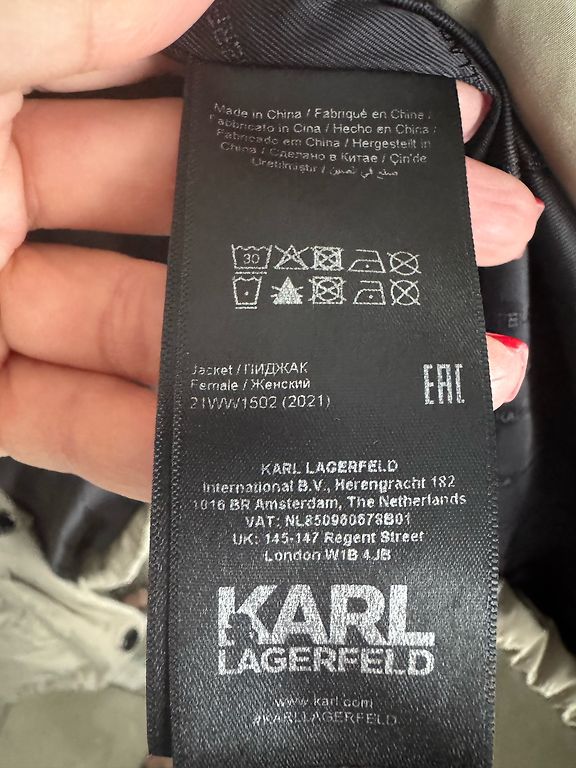 Made in China / Fabriqué en Chine /
Fabbricato in Cina / Hecho en China /
Fabricado em China / Hergestellt in
China / Сделано в Китае / Çin'de
Üretilmiştir / صنع في الصين
30
Jacket / ПИДЖАК
Female / Женский
21WW1502 (2021)
EAC
KARL LAGERFELD
International B.V., Herengracht 182
1016 BR Amsterdam, The Netherlands
VAT: NL850960678B01
UK: 145-147 Regent Street
London W1B 4JB
KARL
LAGERFELD
www.karl.com
#KARLLAGERFELD